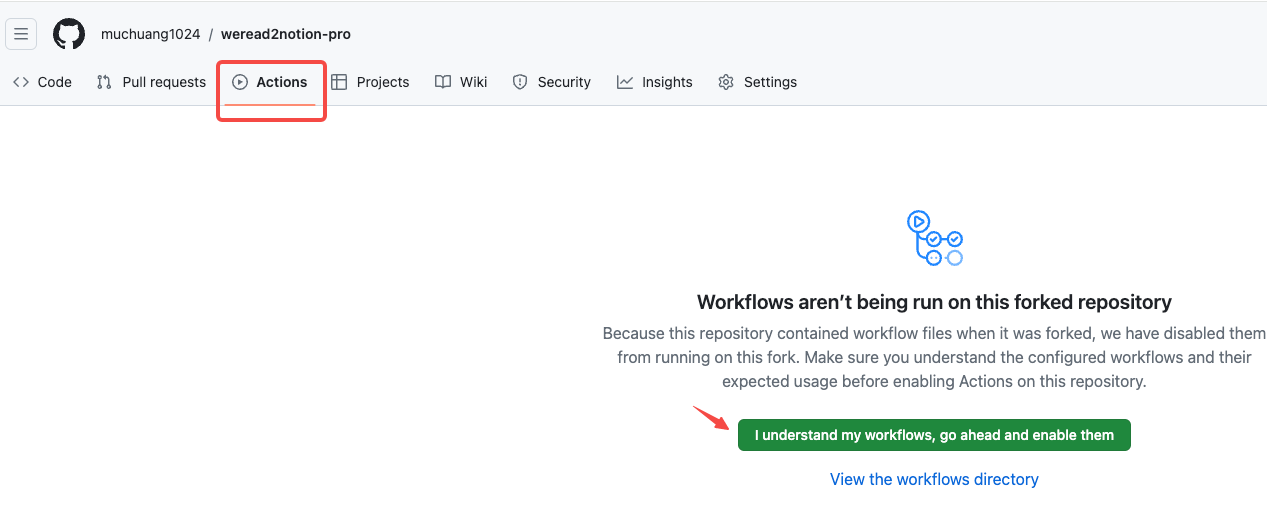 muchuang1024 / weread2notion-pro
Code Pull requests Actions Projects Wiki Security Insights Settings
Workflows aren’t being run on this forked repository
Because this repository contained workflow files when it was forked, we have disabled them
from running on this fork. Make sure you understand the configured workflows and their
expected usage before enabling Actions on this repository.
I understand my workflows, go ahead and enable them
View the workflows directory